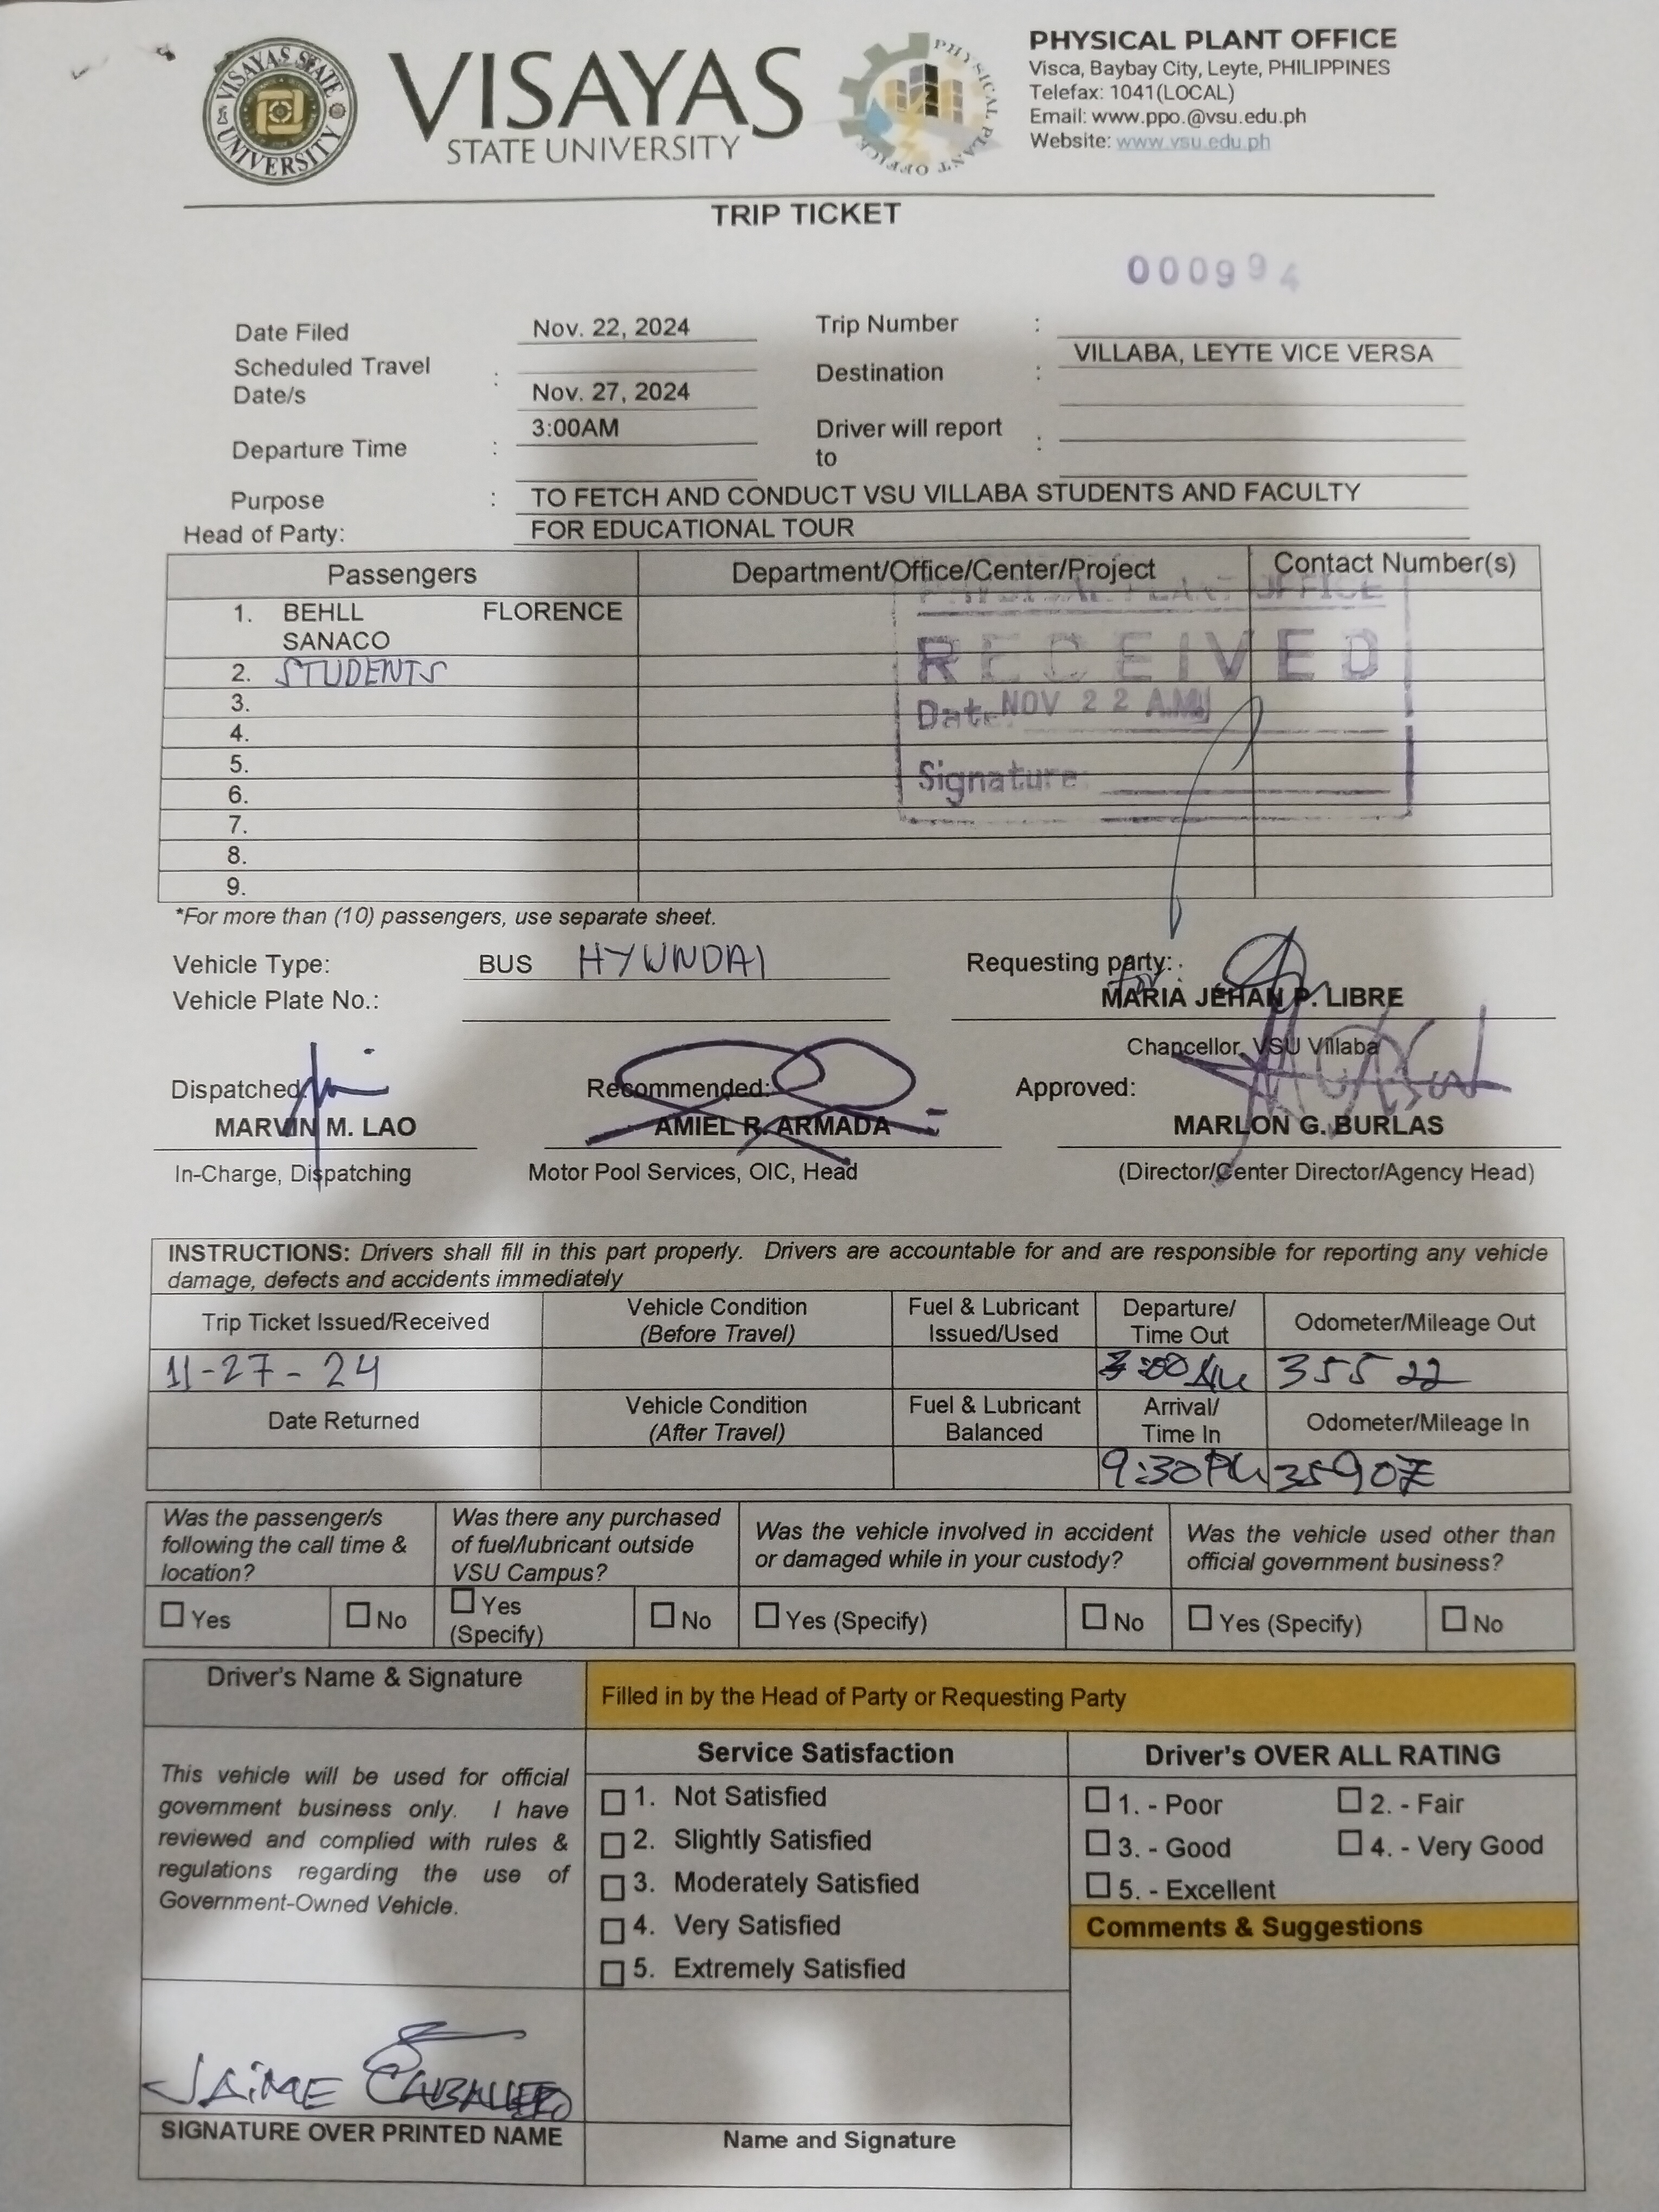 VISAYAS STATE UNIVERSITY
VISAYAS
STATE UNIVERSITY
PHYSICAL PLANT OFFICE
PHYSICAL PLANT OFFICE
Visca, Baybay City, Leyte, PHILIPPINES
Telefax: 1041(LOCAL)
Email: www.ppo.@vsu.edu.ph
Website: www.vsu.edu.ph
TRIP TICKET
000994
Date Filed Nov. 22, 2024 Trip Number :
Scheduled Travel Date/s : Nov. 27, 2024 Destination : VILLABA, LEYTE VICE VERSA
Departure Time : 3:00AM Driver will report to :
Purpose : TO FETCH AND CONDUCT VSU VILLABA STUDENTS AND FACULTY
Head of Party: FOR EDUCATIONAL TOUR
Passengers Department/Office/Center/Project Contact Number(s)
1. BEHLL FLORENCE
SANACO
2. STUDENTS
3.
4.
5.
6.
7.
8.
9.
PHYSICAL PLANT OFFICE
RECEIVED
Date NOV 22 A.M.
Signature:
*For more than (10) passengers, use separate sheet.
Vehicle Type: BUS HYUNDAI Requesting party:
Vehicle Plate No.: for: MARIA JEHAN P. LIBRE
Chancellor, VSU Villaba
Dispatched: Recommended: Approved:
MARVIN M. LAO AMIEL R. ARMADA MARLON G. BURLAS
In-Charge, Dispatching Motor Pool Services, OIC, Head (Director/Center Director/Agency Head)
INSTRUCTIONS: Drivers shall fill in this part properly. Drivers are accountable for and are responsible for reporting any vehicle
damage, defects and accidents immediately
Trip Ticket Issued/Received Vehicle Condition (Before Travel) Fuel & Lubricant Issued/Used Departure/ Time Out Odometer/Mileage Out
11-27-24 3:00 AM 35522
Date Returned Vehicle Condition (After Travel) Fuel & Lubricant Balanced Arrival/ Time In Odometer/Mileage In
9:30PM 35907
Was the passenger/s following the call time & location? Was there any purchased of fuel/lubricant outside VSU Campus? Was the vehicle involved in accident or damaged while in your custody? Was the vehicle used other than official government business?
Yes No Yes (Specify) No Yes (Specify) No Yes (Specify) No
Driver's Name & Signature
Filled in by the Head of Party or Requesting Party
This vehicle will be used for official
government business only. I have
reviewed and complied with rules &
regulations regarding the use of
Government-Owned Vehicle.
Service Satisfaction
1. Not Satisfied
2. Slightly Satisfied
3. Moderately Satisfied
4. Very Satisfied
5. Extremely Satisfied
Driver's OVER ALL RATING
1. - Poor 2. - Fair
3. - Good 4. - Very Good
5. - Excellent
Comments & Suggestions
JAIME CABALLERO
SIGNATURE OVER PRINTED NAME
Name and Signature